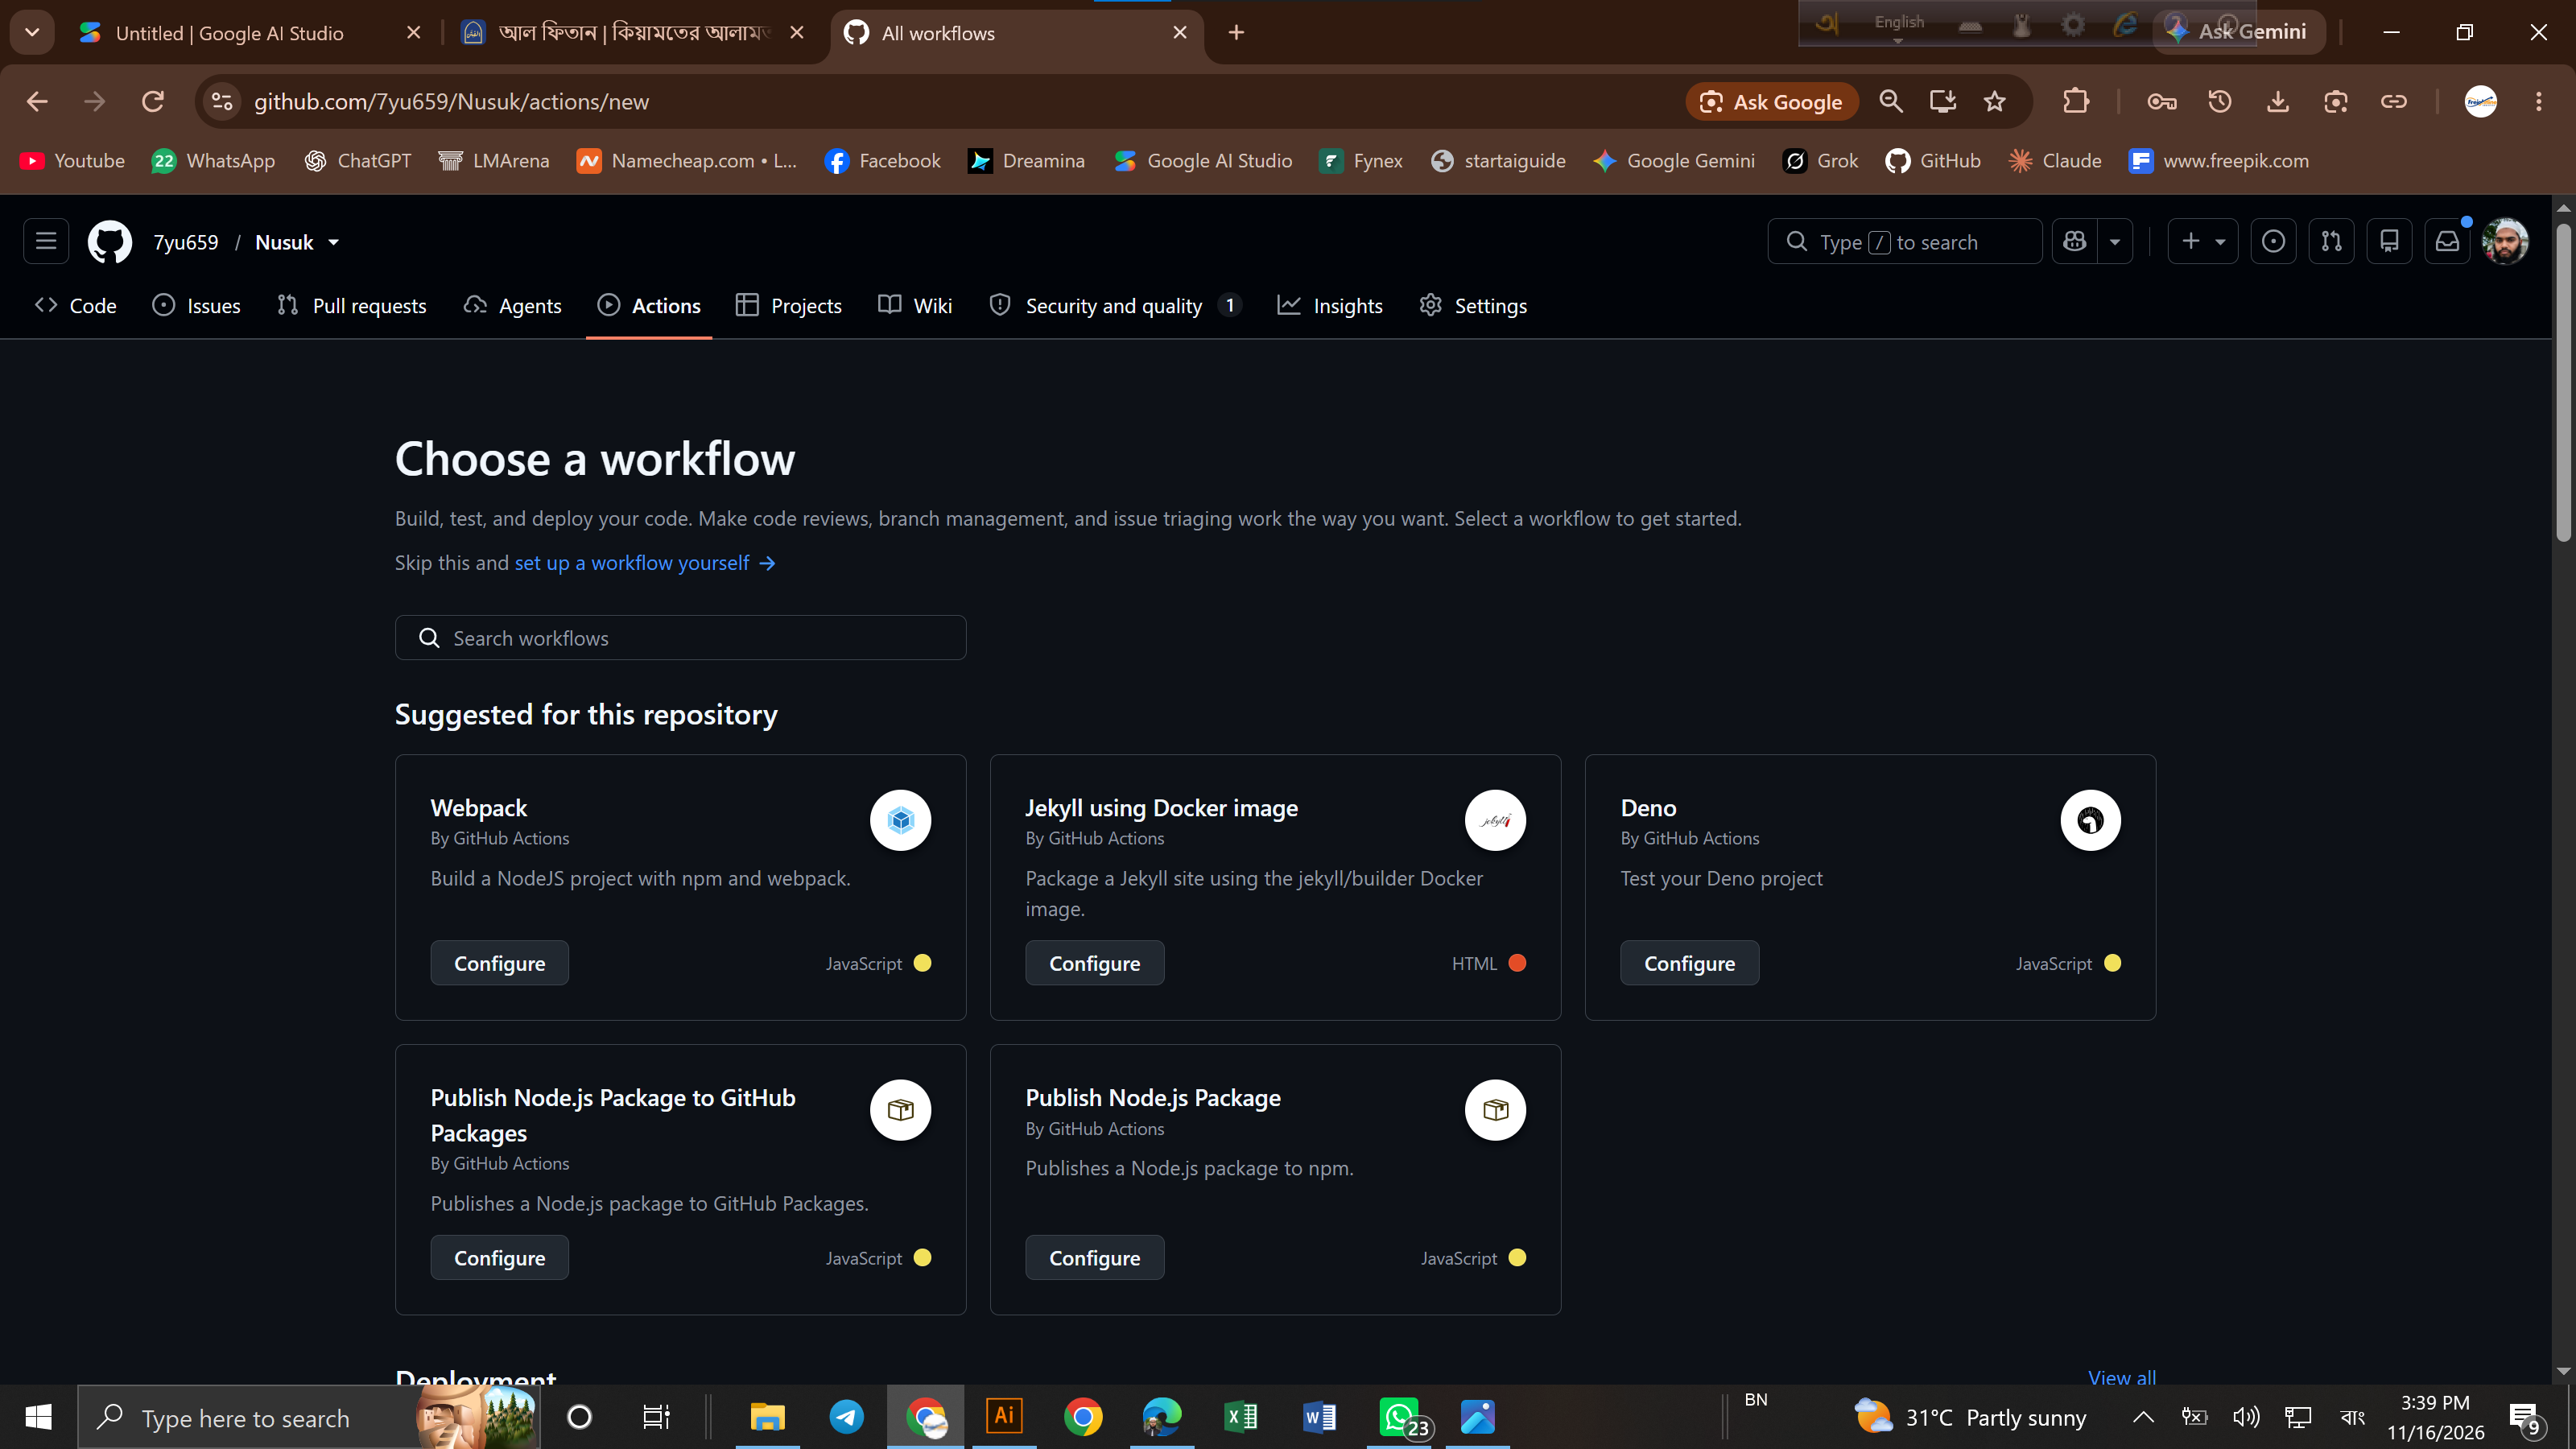 Untitled | Google AI Studio
আল ফিতান | কিয়ামতের আলামত
All workflows
English
Ask Gemini
github.com/7yu659/Nusuk/actions/new
Ask Google
Youtube
22 WhatsApp
ChatGPT
LMArena
Namecheap.com • L...
Facebook
Dreamina
Google AI Studio
Fynex
startaiguide
Google Gemini
Grok
GitHub
Claude
www.freepik.com
7yu659 / Nusuk
Type / to search
Code
Issues
Pull requests
Agents
Actions
Projects
Wiki
Security and quality 1
Insights
Settings
Choose a workflow
Build, test, and deploy your code. Make code reviews, branch management, and issue triaging work the way you want. Select a workflow to get started.
Skip this and set up a workflow yourself →
Search workflows
Suggested for this repository
Webpack
By GitHub Actions
Build a NodeJS project with npm and webpack.
Configure
JavaScript
Jekyll using Docker image
By GitHub Actions
Package a Jekyll site using the jekyll/builder Docker
image.
Configure
HTML
Deno
By GitHub Actions
Test your Deno project
Configure
JavaScript
Publish Node.js Package to GitHub
Packages
By GitHub Actions
Publishes a Node.js package to GitHub Packages.
Configure
JavaScript
Publish Node.js Package
By GitHub Actions
Publishes a Node.js package to npm.
Configure
JavaScript
Deployment
View all
Type here to search
Ai
23
BN
31°C Partly sunny
বাং
3:39 PM
11/16/2026
9